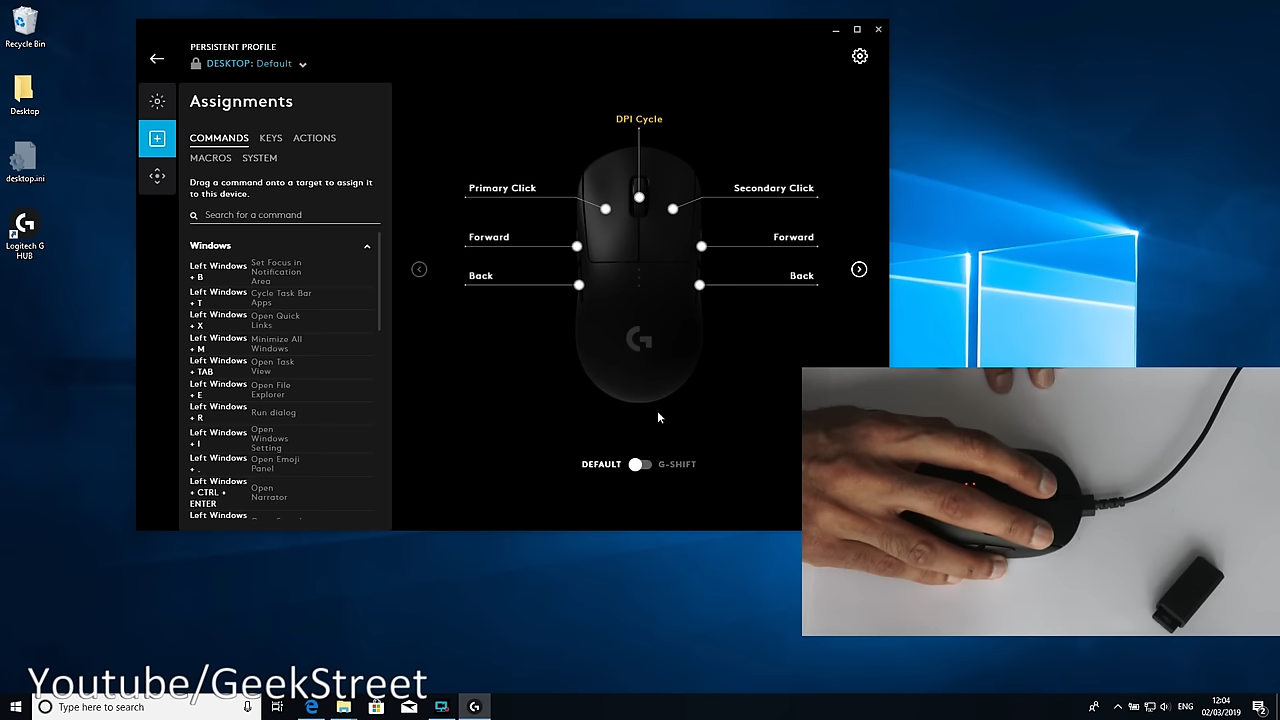 Recycle Bin
Desktop
desktop.ini
Logitech G
HUB
PERSISTENT PROFILE
DESKTOP: Default
Assignments
COMMANDS KEYS ACTIONS
MACROS SYSTEM
Drag a command onto a target to assign it
to this device.
Search for a command
Windows
Left Windows
+ B
Set Focus in
Notification
Area
Left Windows
+ T
Cycle Task Bar
Apps
Left Windows
+ X
Open Quick
Links
Left Windows
+ M
Minimize All
Windows
Left Windows
+ TAB
Open Task
View
Left Windows
+ E
Open File
Explorer
Left Windows
+ R
Run dialog
Left Windows
+ I
Open
Windows
Setting
Left Windows
+ .
Open Emoji
Panel
Left Windows
+ CTRL +
ENTER
Open
Narrator
Left Windows
DPI Cycle
Primary Click
Secondary Click
Forward
Forward
Back
Back
DEFAULT G-SHIFT
Youtube/GeekStreet
Type here to search
ENG
12:04
02/03/2019
2